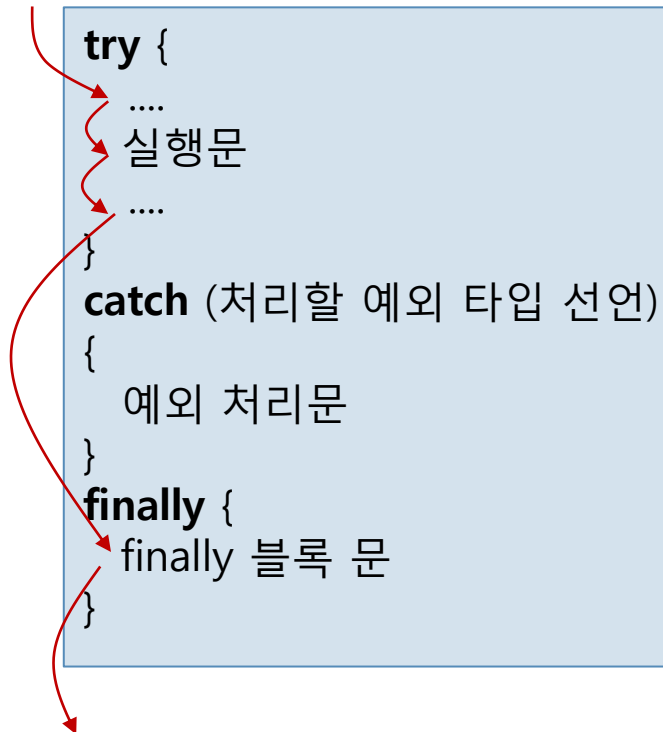 try {
....
실행문
....
}
catch (처리할 예외 타입 선언)
{
예외 처리문
}
finally {
finally 블록 문
}